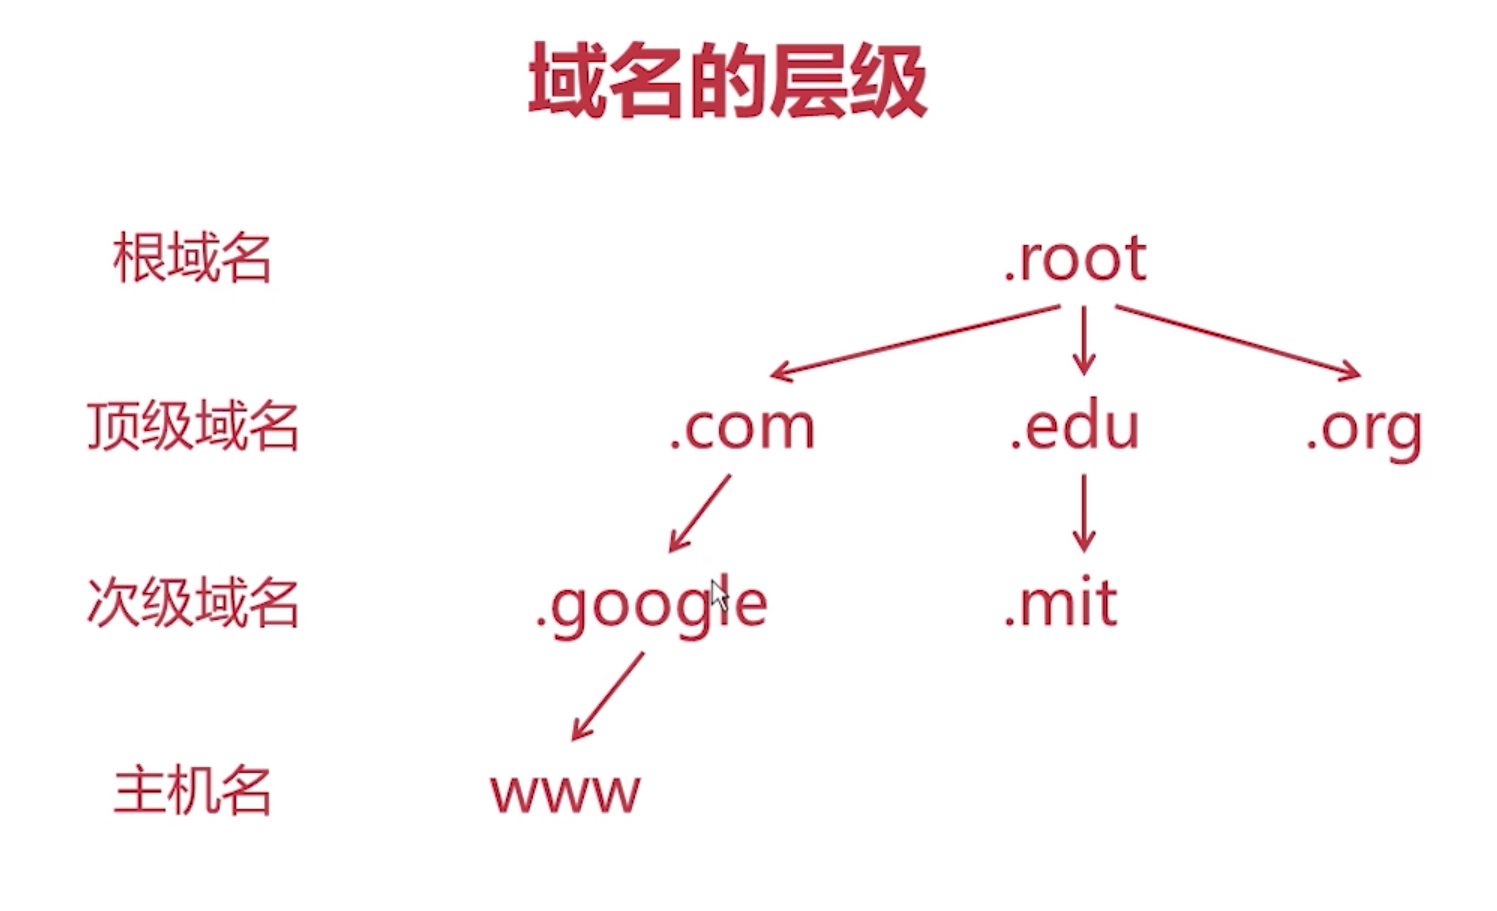 域名的层级
根域名 .root
顶级域名 .com .edu .org
次级域名 .google .mit
主机名 www